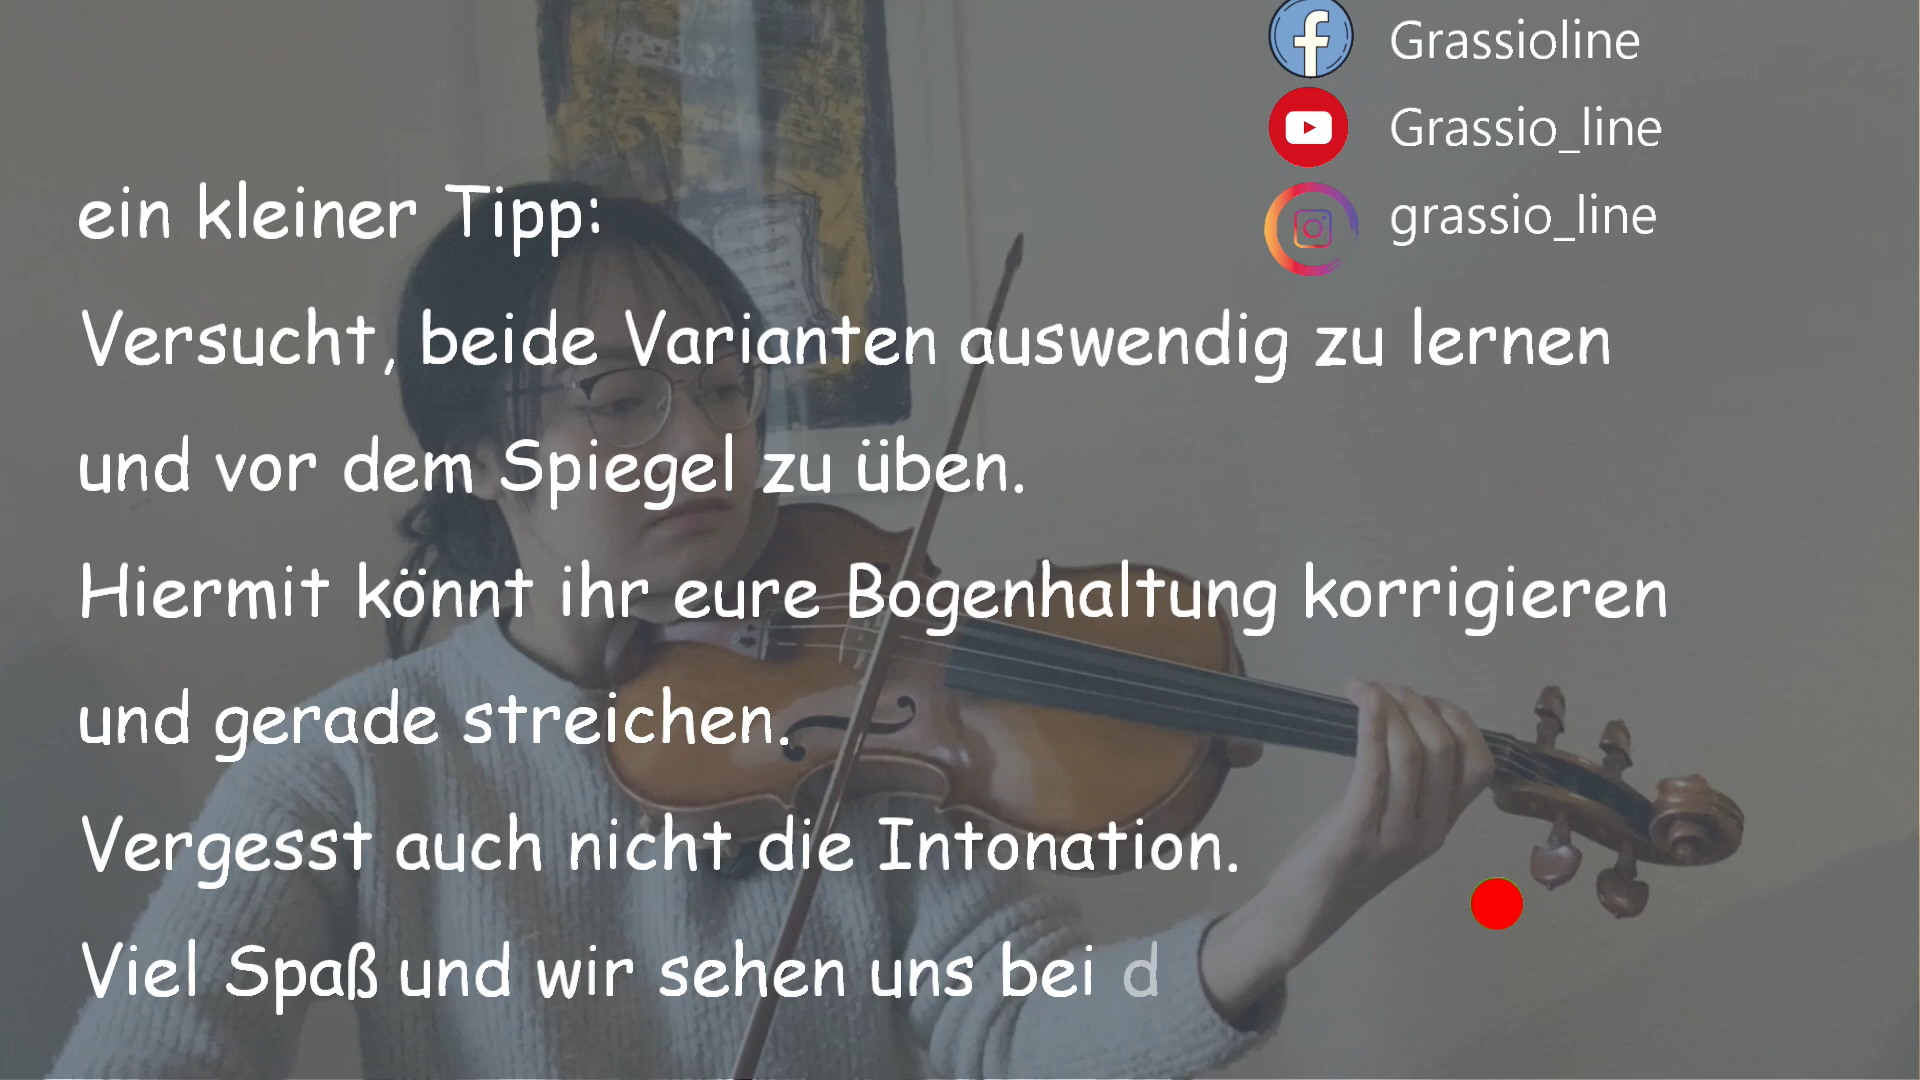 Grassioline
Grassio_line
grassio_line
ein kleiner Tipp:
Versucht, beide Varianten auswendig zu lernen
und vor dem Spiegel zu üben.
Hiermit könnt ihr eure Bogenhaltung korrigieren
und gerade streichen.
Vergesst auch nicht die Intonation.
Viel Spaß und wir sehen uns bei d